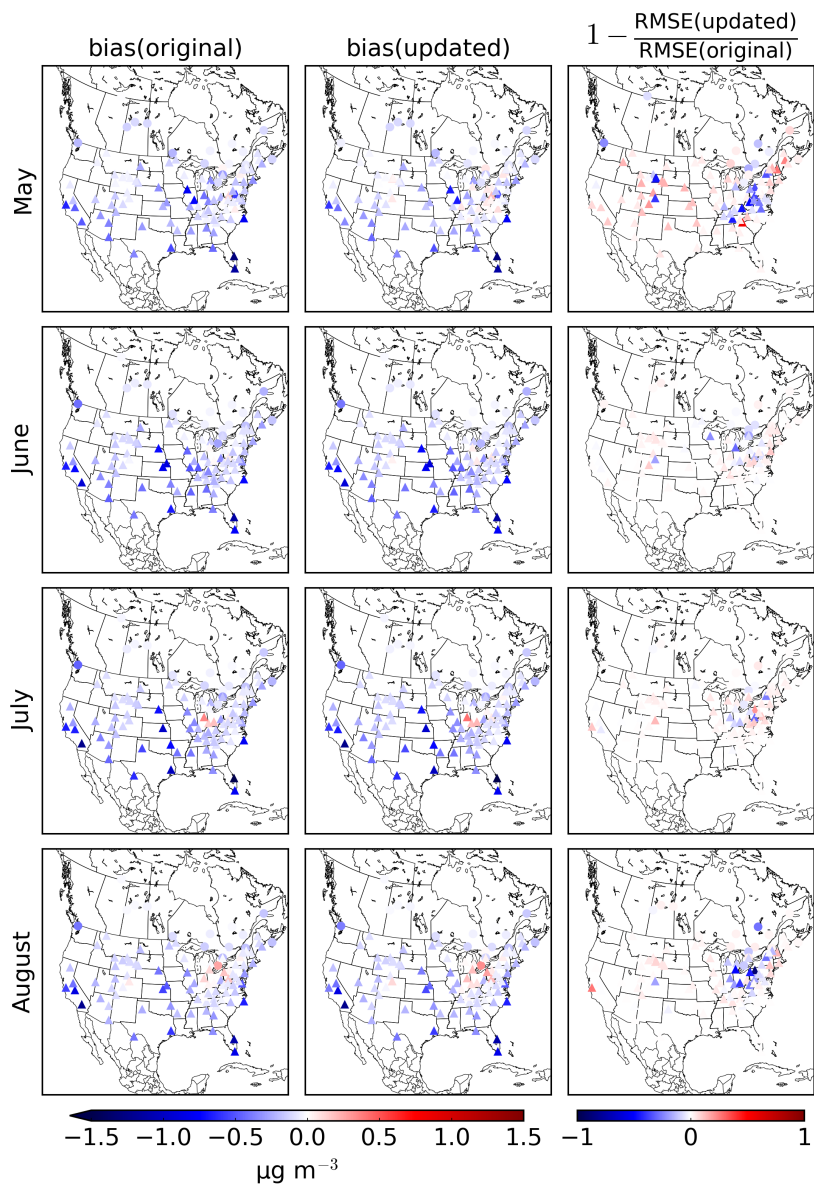 bias(original)
bias(updated)
1 − RMSE(updated)
RMSE(original)
May
June
July
August
−1.5 −1.0 −0.5 0.0 0.5 1.0 1.5
−1 0 1
μg m⁻³